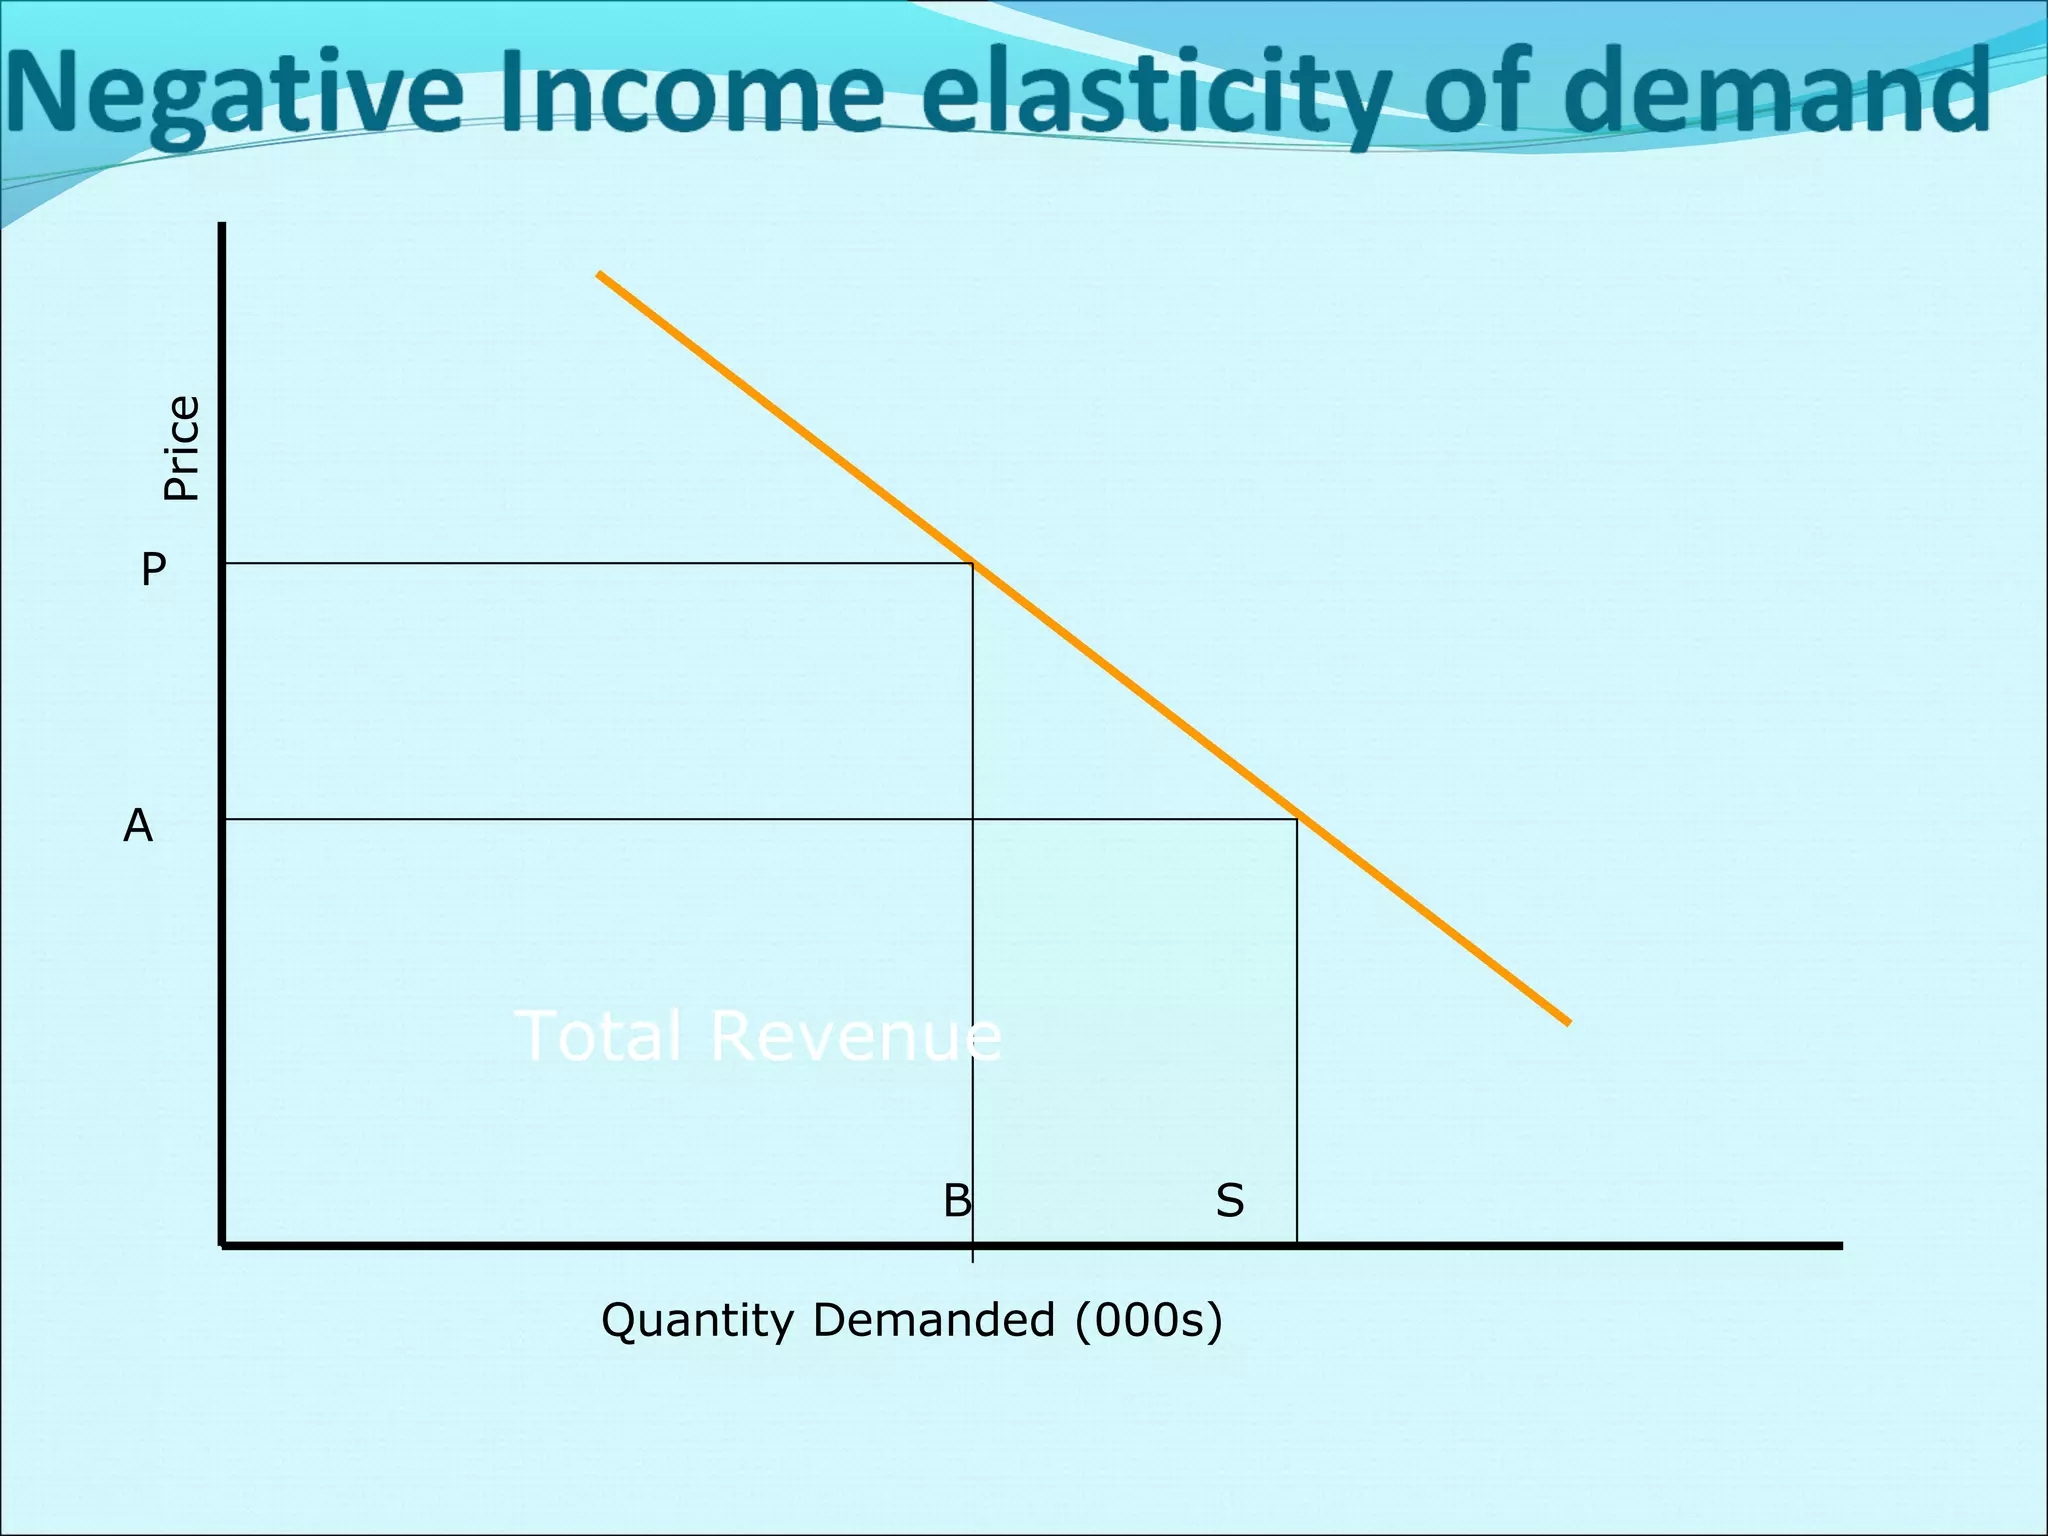 Negative Income elasticity of demand
Price
P
A
Total Revenue
B
S
Quantity Demanded (000s)